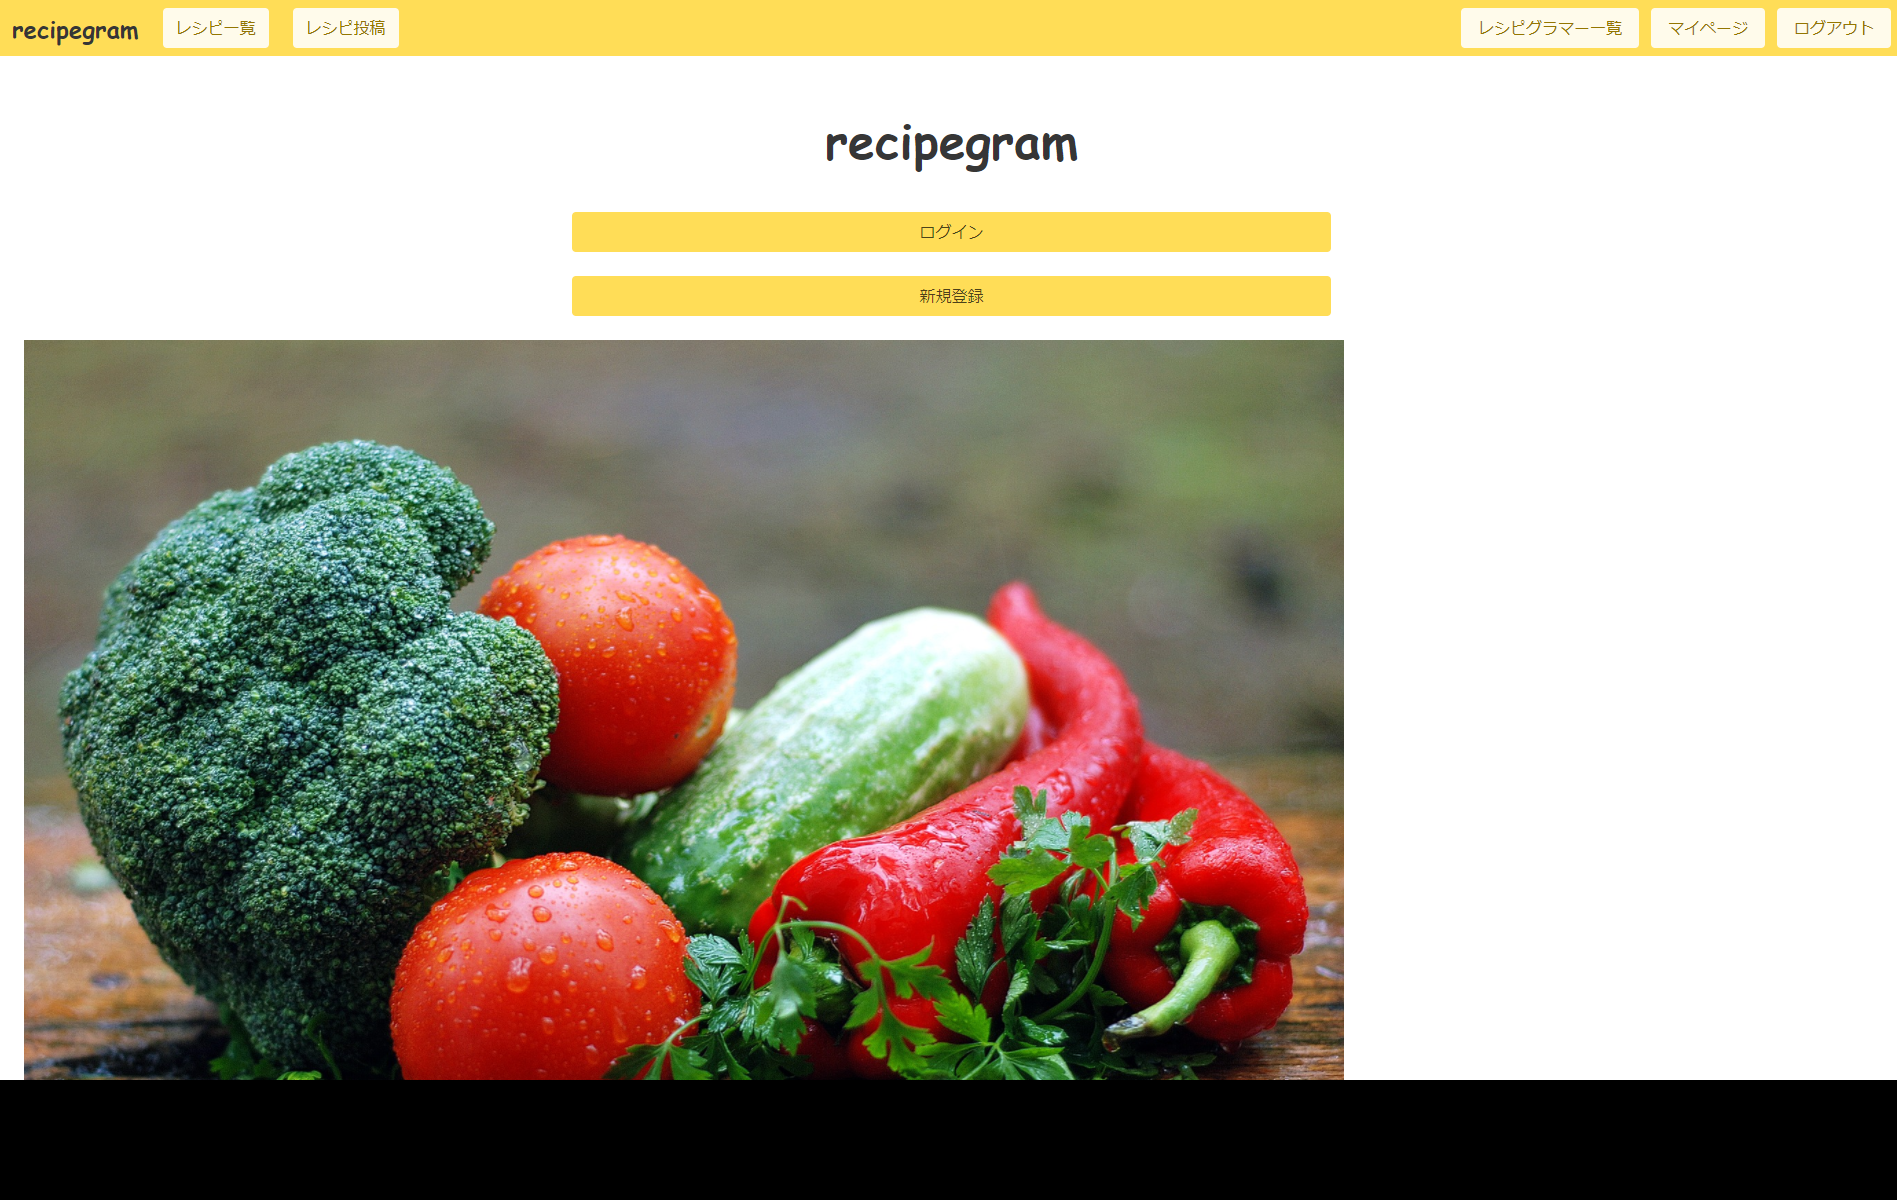 recipegram レシピ一覧 レシピ投稿 レシピグラマー一覧 マイページ ログアウト
recipegram
ログイン
新規登録